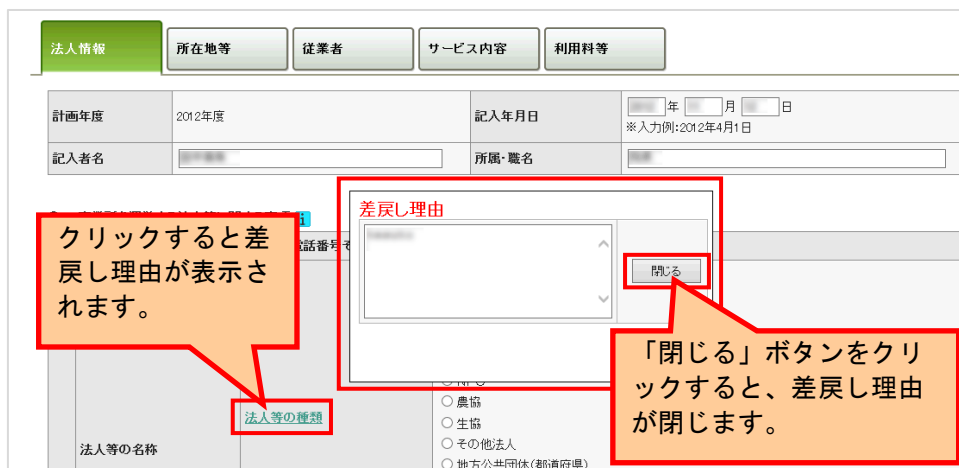 法人情報 所在地等 従業者 サービス内容 利用料等
計画年度 2012年度 記入年月日 年 月 日
※入力例:2012年4月1日
記入者名 所属・職名
差戻し理由
閉じる
クリックすると差
戻し理由が表示さ
れます。
「閉じる」ボタンをクリ
ックすると、差戻し理由
が閉じます。
農協
法人等の種類
生協
法人等の名称
その他法人
地方公共団体(都道府県)